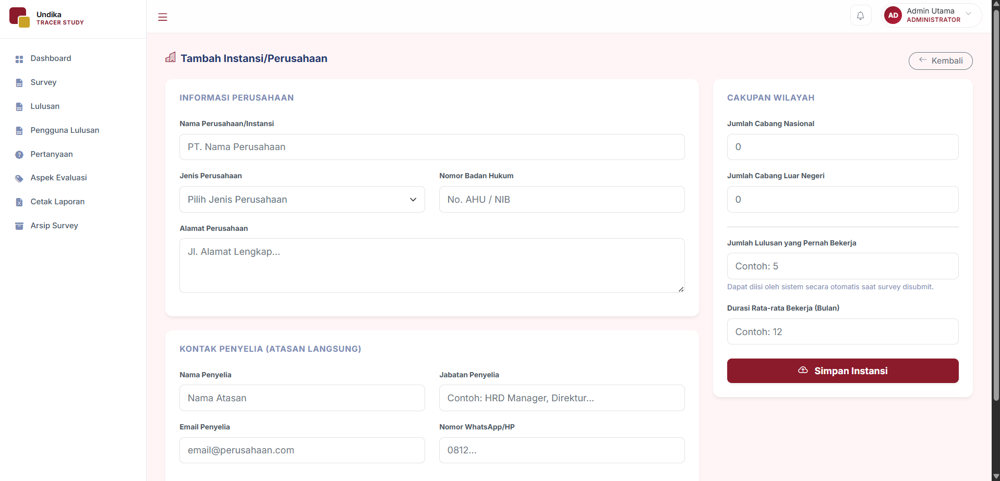 Undika
TRACER STUDY
Dashboard
Survey
Lulusan
Pengguna Lulusan
Pertanyaan
Aspek Evaluasi
Cetak Laporan
Arsip Survey
AD
Admin Utama
ADMINISTRATOR
Tambah Instansi/Perusahaan
Kembali
INFORMASI PERUSAHAAN
Nama Perusahaan/Instansi
PT. Nama Perusahaan
Jenis Perusahaan
Pilih Jenis Perusahaan
Nomor Badan Hukum
No. AHU / NIB
Alamat Perusahaan
Jl. Alamat Lengkap...
KONTAK PENYELIA (ATASAN LANGSUNG)
Nama Penyelia
Nama Atasan
Jabatan Penyelia
Contoh: HRD Manager, Direktur...
Email Penyelia
email@perusahaan.com
Nomor WhatsApp/HP
0812...
CAKUPAN WILAYAH
Jumlah Cabang Nasional
0
Jumlah Cabang Luar Negeri
0
Jumlah Lulusan yang Pernah Bekerja
Contoh: 5
Dapat diisi oleh sistem secara otomatis saat survey disubmit.
Durasi Rata-rata Bekerja (Bulan)
Contoh: 12
Simpan Instansi